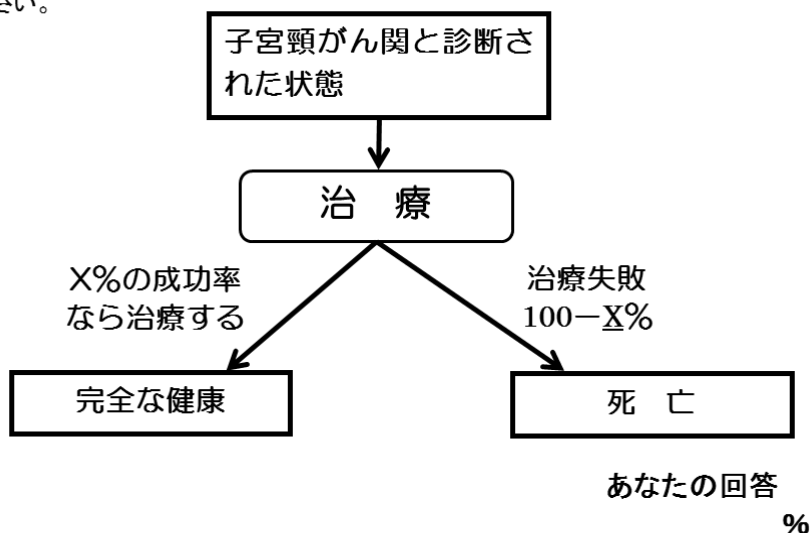 さい。
子宮頸がん関と診断さ
れた状態
治　療
X%の成功率
なら治療する
治療失敗
100－X%
完全な健康
死　亡
あなたの回答
%